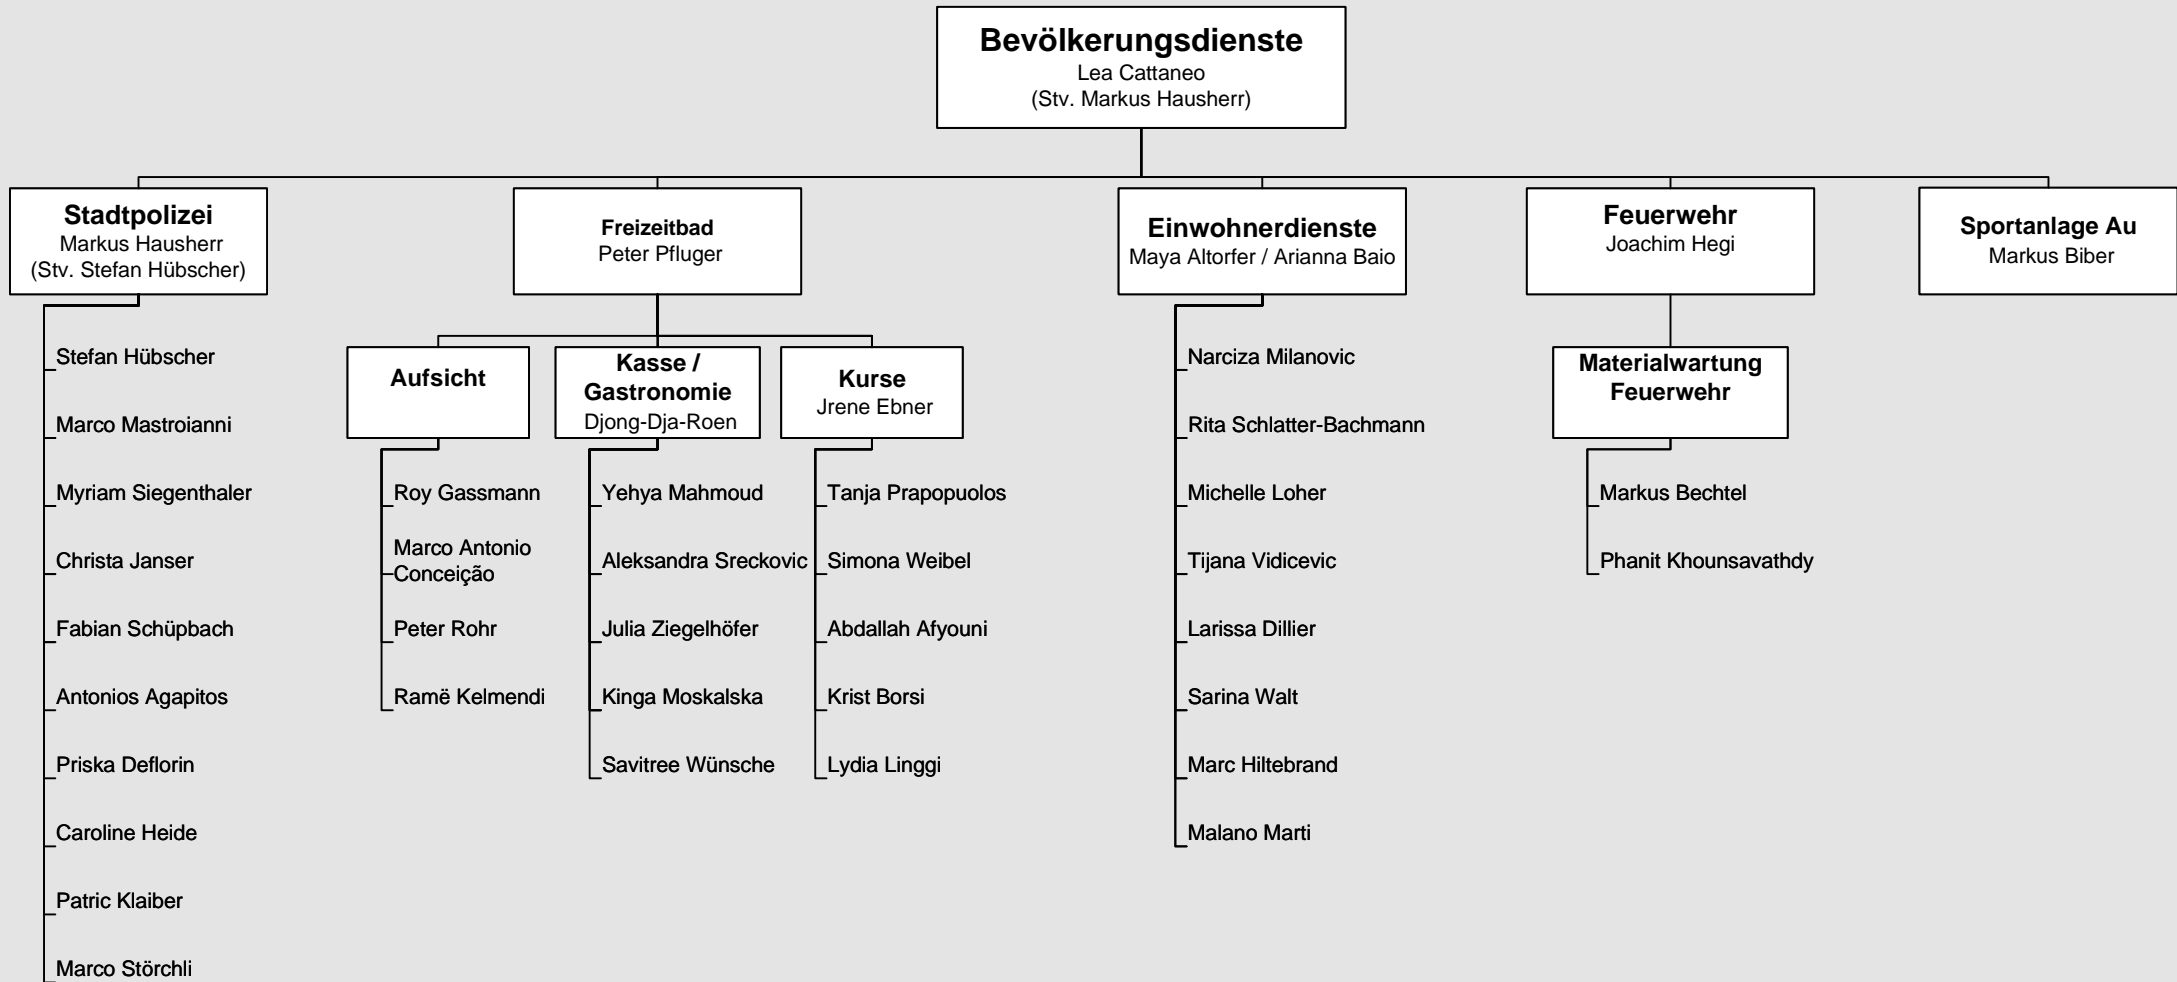 Bevölkerungsdienste
Lea Cattaneo
(Stv. Markus Hausherr)
Stadtpolizei
Markus Hausherr
(Stv. Stefan Hübscher)
Stefan Hübscher
Marco Mastroianni
Myriam Siegenthaler
Christa Janser
Fabian Schüpbach
Antonios Agapitos
Priska Deflorin
Caroline Heide
Patric Klaiber
Marco Störchli
Freizeitbad
Peter Pfluger
Aufsicht
Roy Gassmann
Marco Antonio
Conceição
Peter Rohr
Ramë Kelmendi
Kasse /
Gastronomie
Djong-Dja-Roen
Yehya Mahmoud
Aleksandra Sreckovic
Julia Ziegelhöfer
Kinga Moskalska
Savitree Wünsche
Kurse
Jrene Ebner
Tanja Prapopuolos
Simona Weibel
Abdallah Afyouni
Krist Borsi
Lydia Linggi
Einwohnerdienste
Maya Altorfer / Arianna Baio
Narciza Milanovic
Rita Schlatter-Bachmann
Michelle Loher
Tijana Vidicevic
Larissa Dillier
Sarina Walt
Marc Hiltebrand
Malano Marti
Feuerwehr
Joachim Hegi
Materialwartung
Feuerwehr
Markus Bechtel
Phanit Khounsavathdy
Sportanlage Au
Markus Biber